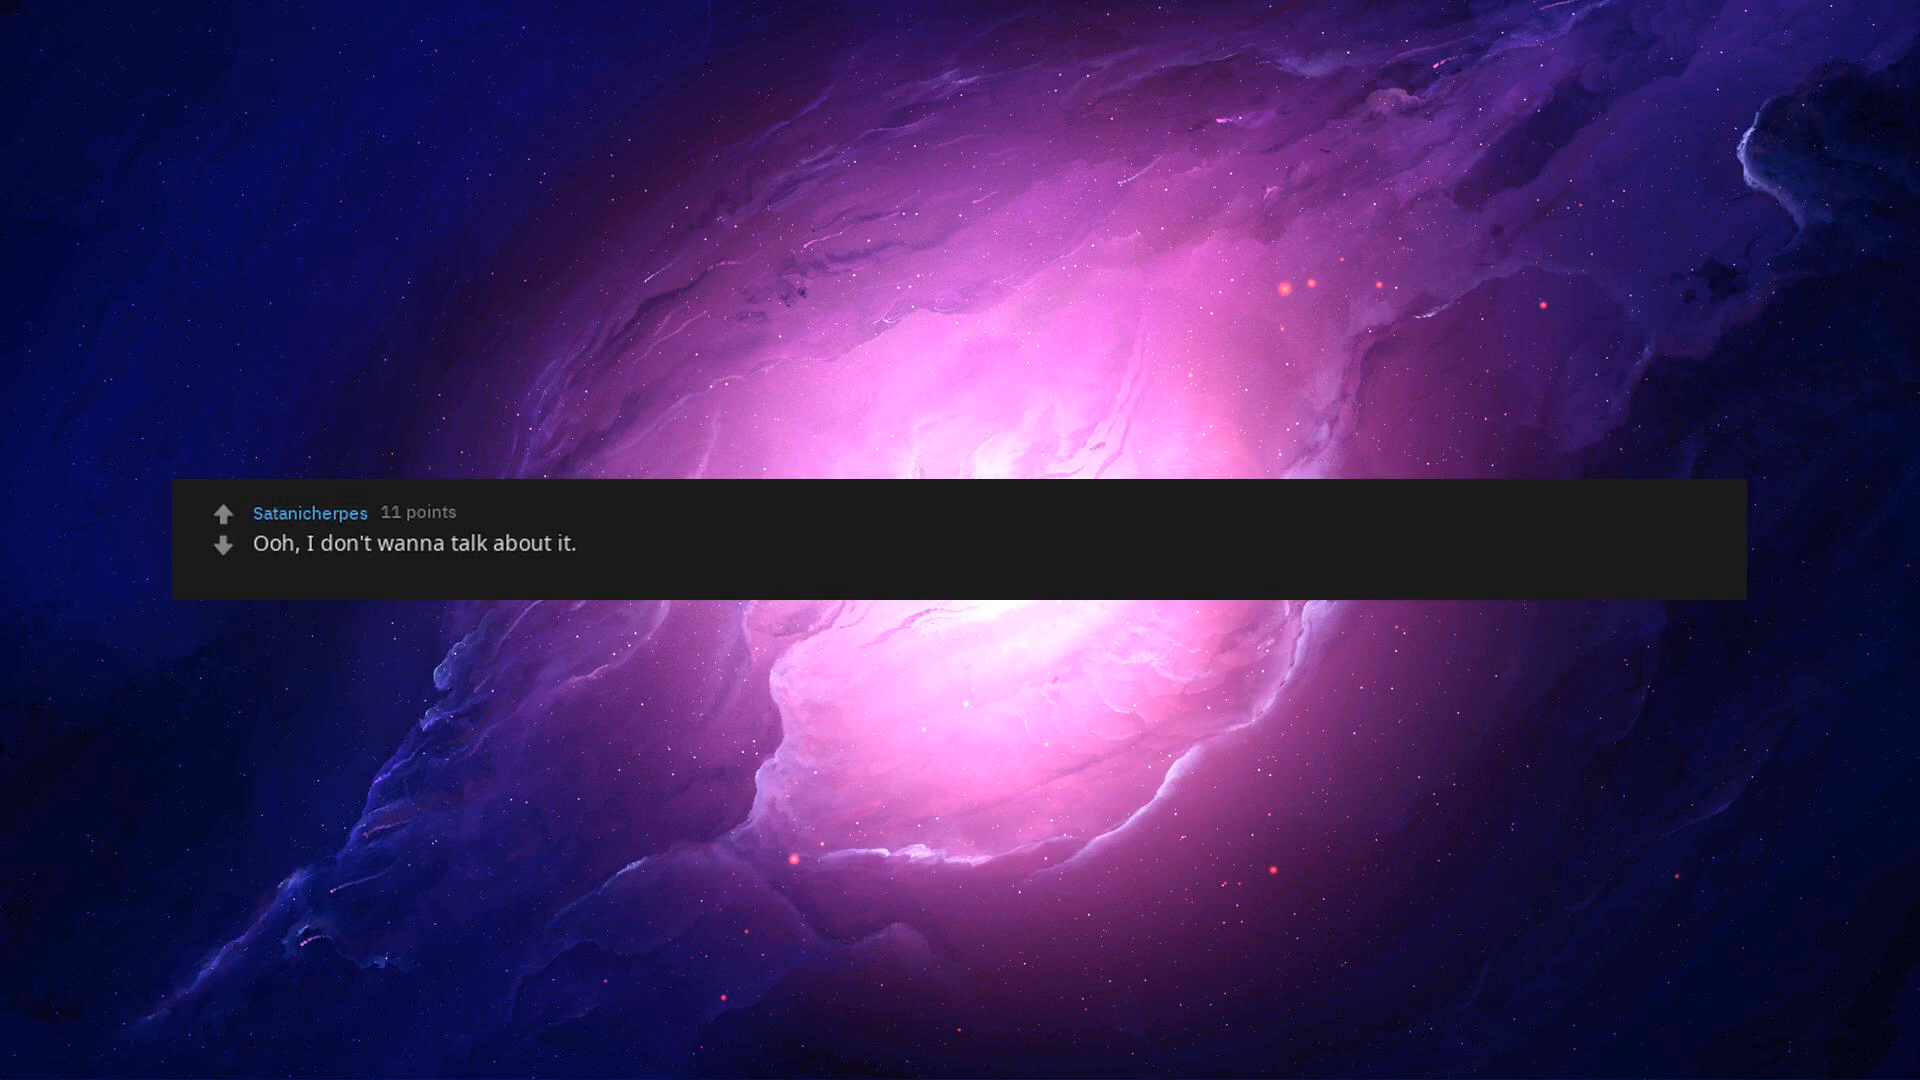 Satanicherpes 11 points
Ooh, I don't wanna talk about it.